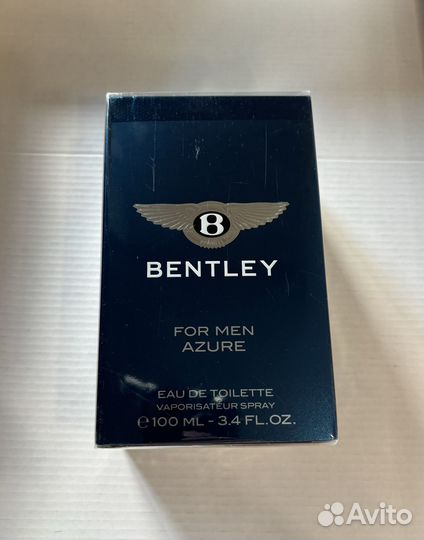 B
BENTLEY
FOR MEN
AZURE
EAU DE TOILETTE
VAPORISATEUR SPRAY
℮100 ML - 3.4 FL.OZ.
Avito